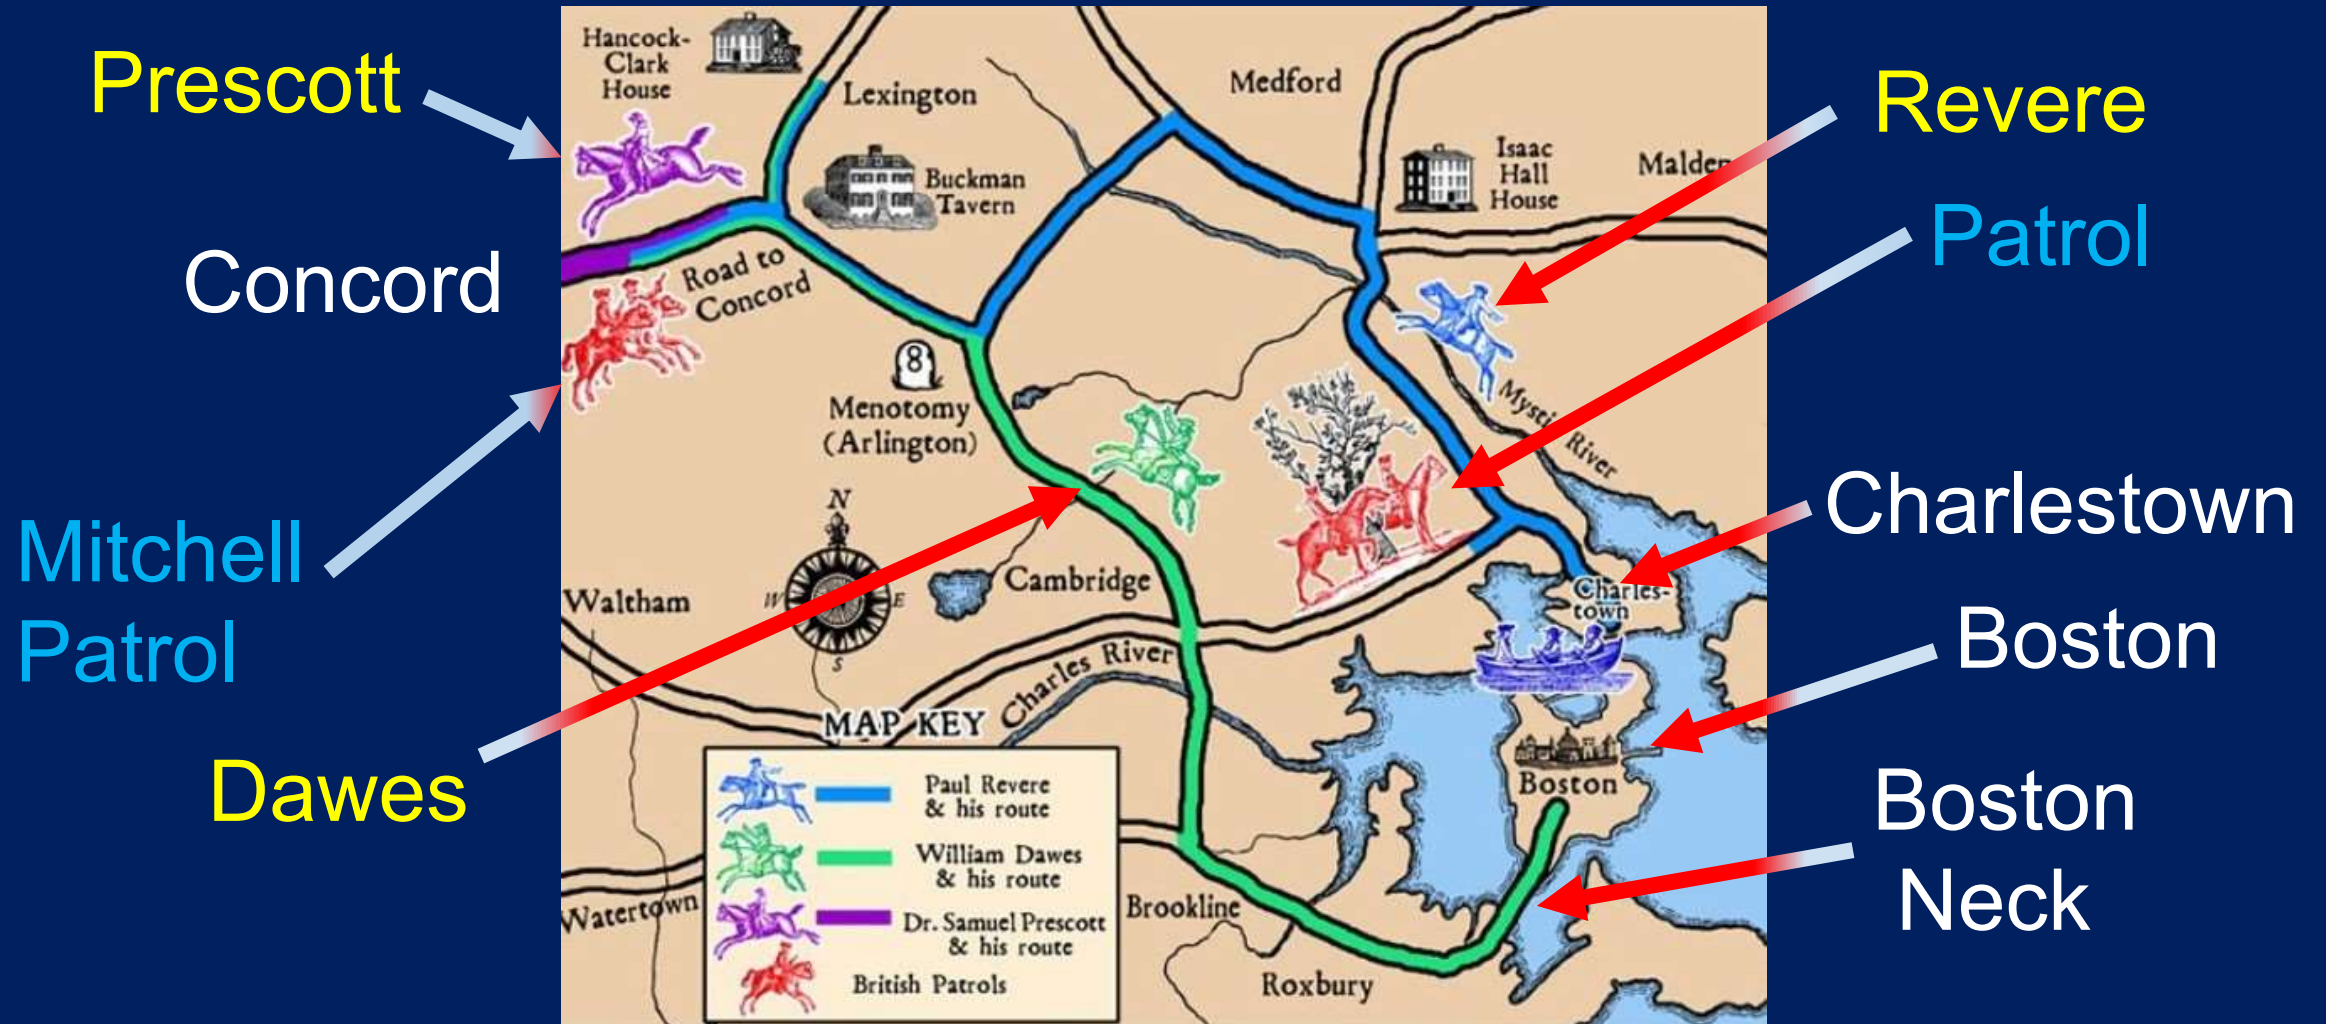 Prescott
Concord
Mitchell
Patrol
Dawes
Hancock-
Clark
House
Lexington
Buckman
Tavern
Road to
Concord
8
Menotomy
(Arlington)
Medford
Isaac
Hall
House
Malden
Mystic River
N
W
E
S
Waltham
Cambridge
Charles River
Charles-
town
Boston
Watertown
Brookline
Roxbury
MAP KEY
Paul Revere
& his route
William Dawes
& his route
Dr. Samuel Prescott
& his route
British Patrols
Revere
Patrol
Charlestown
Boston
Boston
Neck